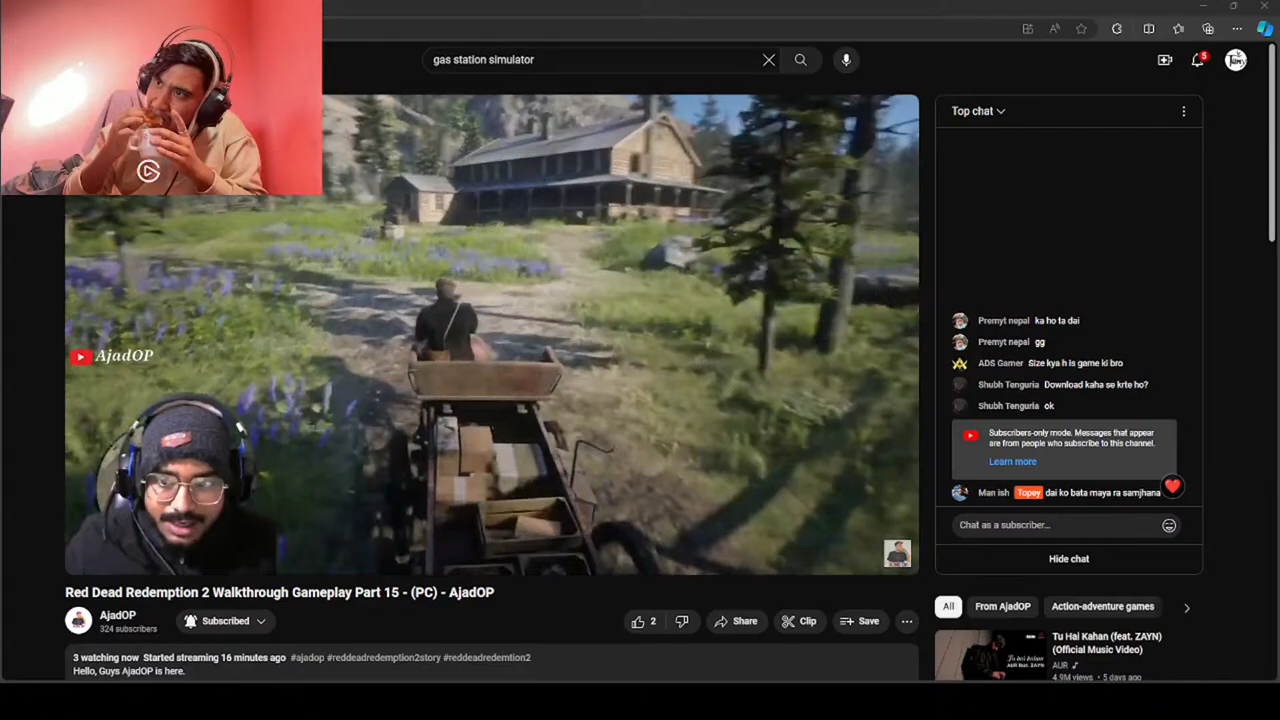 gas station simulator
5
Tamy
Top chat
AjadOP
Premyt nepal ka ho ta dai
Premyt nepal gg
ADS Gamer Size kya h is game ki bro
Shubh Tenguria Download kaha se krte ho?
Shubh Tenguria ok
Subscribers-only mode. Messages that appear
are from people who subscribe to this channel.
Learn more
Man ish Topey dai ko bata maya ra samjhana
Chat as a subscriber...
Hide chat
Red Dead Redemption 2 Walkthrough Gameplay Part 15 - (PC) - AjadOP
AjadOP
324 subscribers
Subscribed
2
Share
Clip
Save
3 watching now Started streaming 16 minutes ago #ajadop #reddeadredemption2story #reddeadredemtion2
Hello, Guys AjadOP is here.
All
From AjadOP
Action-adventure games
Tu Hai Kahan (feat. ZAYN)
(Official Music Video)
AUR
4.9M views • 5 days ago